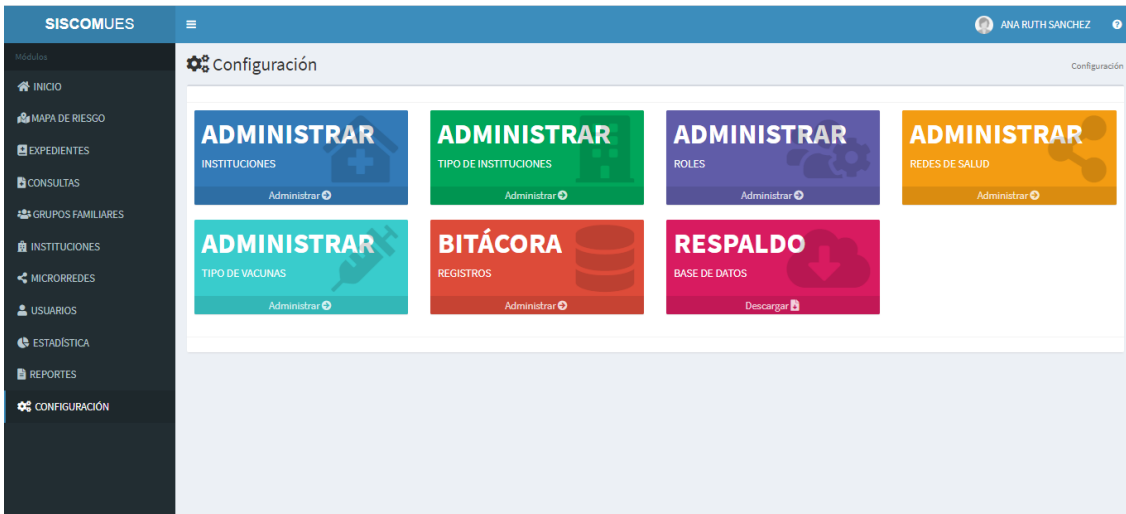 SISCOMUES
ANA RUTH SANCHEZ
Módulos
INICIO
MAPA DE RIESGO
EXPEDIENTES
CONSULTAS
GRUPOS FAMILIARES
INSTITUCIONES
MICRORREDES
USUARIOS
ESTADÍSTICA
REPORTES
CONFIGURACIÓN
Configuración
Configuración
ADMINISTRAR
INSTITUCIONES
Administrar
ADMINISTRAR
TIPO DE INSTITUCIONES
Administrar
ADMINISTRAR
ROLES
Administrar
ADMINISTRAR
REDES DE SALUD
Administrar
ADMINISTRAR
TIPO DE VACUNAS
Administrar
BITÁCORA
REGISTROS
Administrar
RESPALDO
BASE DE DATOS
Descargar